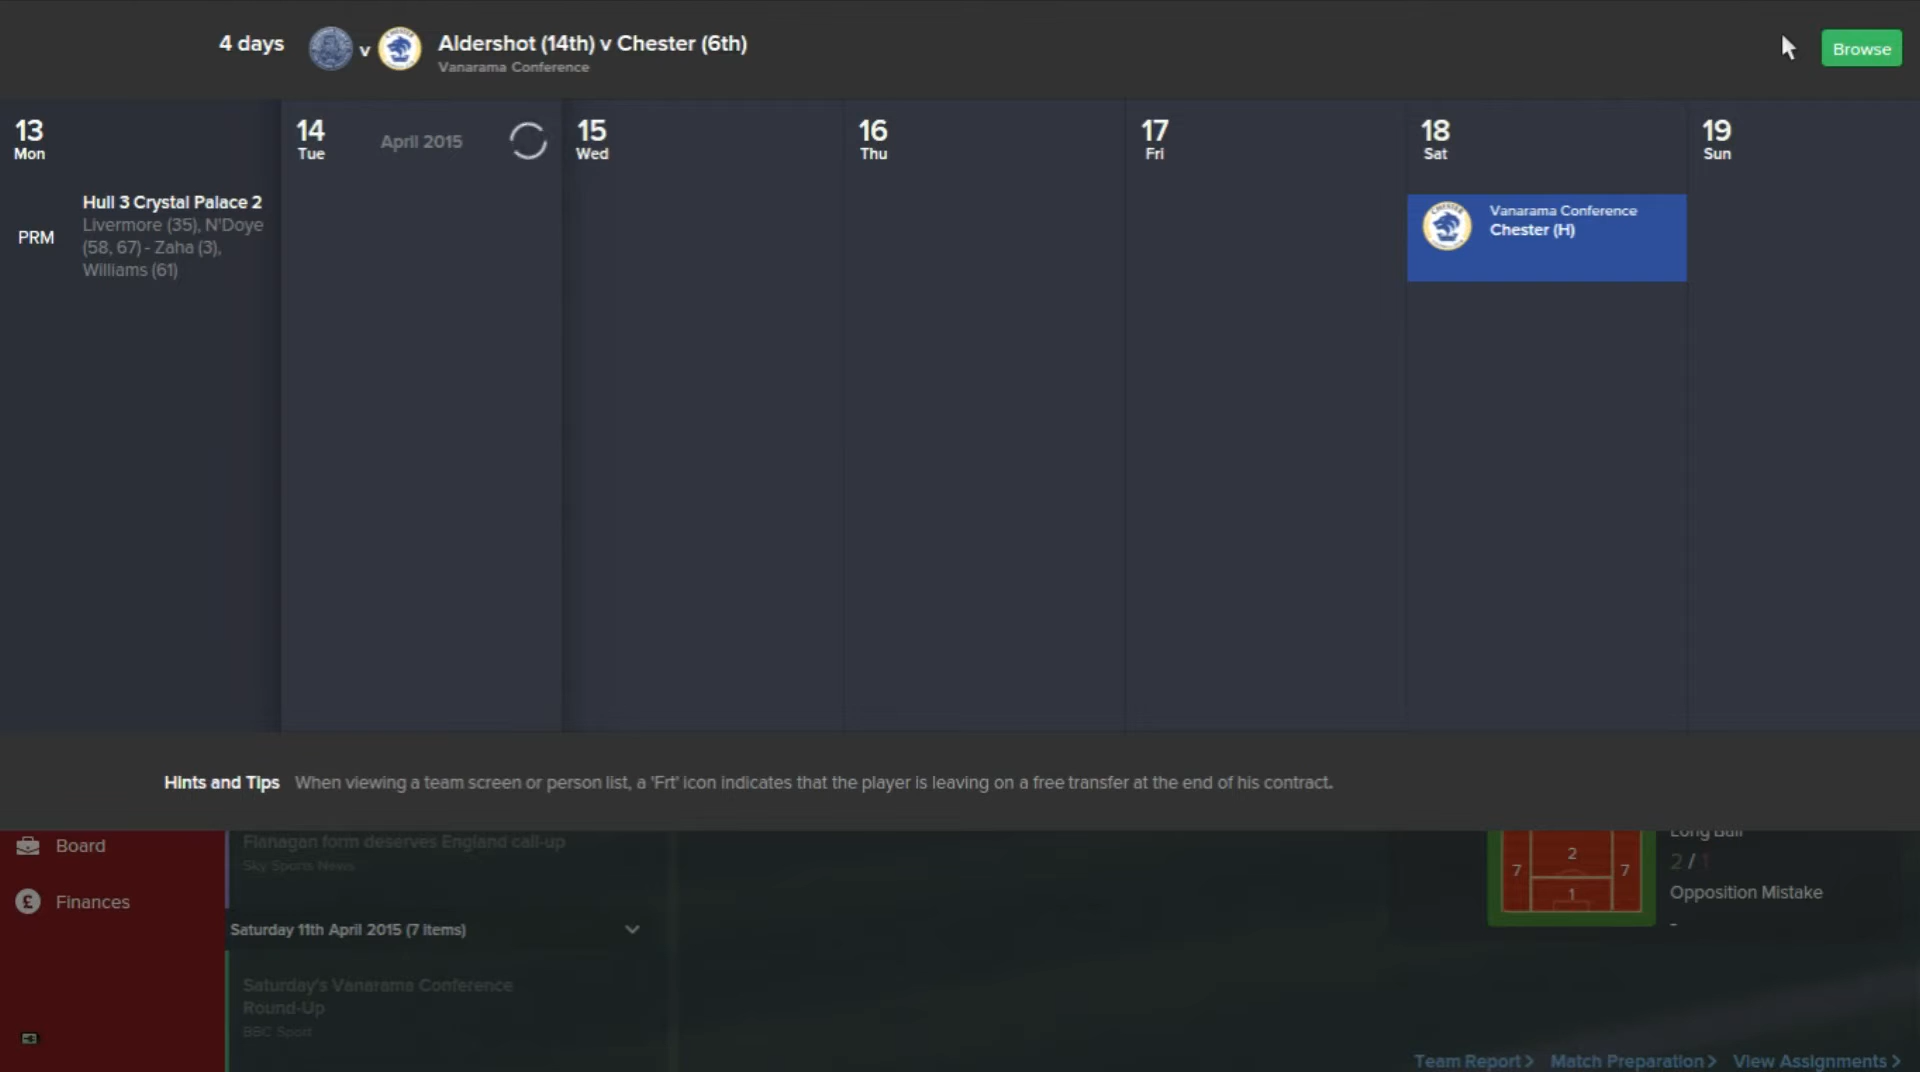 4 days
v
Aldershot (14th) v Chester (6th)
Vanarama Conference
Browse
13
Mon
14
Tue
April 2015
15
Wed
16
Thu
17
Fri
18
Sat
19
Sun
PRM
Hull 3 Crystal Palace 2
Livermore (35), N'Doye
(58, 67) - Zaha (3),
Williams (61)
Vanarama Conference
Chester (H)
Hints and Tips When viewing a team screen or person list, a 'Frt' icon indicates that the player is leaving on a free transfer at the end of his contract.
Board
Finances
Flanagan form deserves England call-up
Sky Sports News
Saturday 11th April 2015 (7 items)
Saturday's Vanarama Conference
Round-Up
BBC Sport
7
2
7
1
Long Ball
2 / 1
Opposition Mistake
-
Team Report >
Match Preparation >
View Assignments >